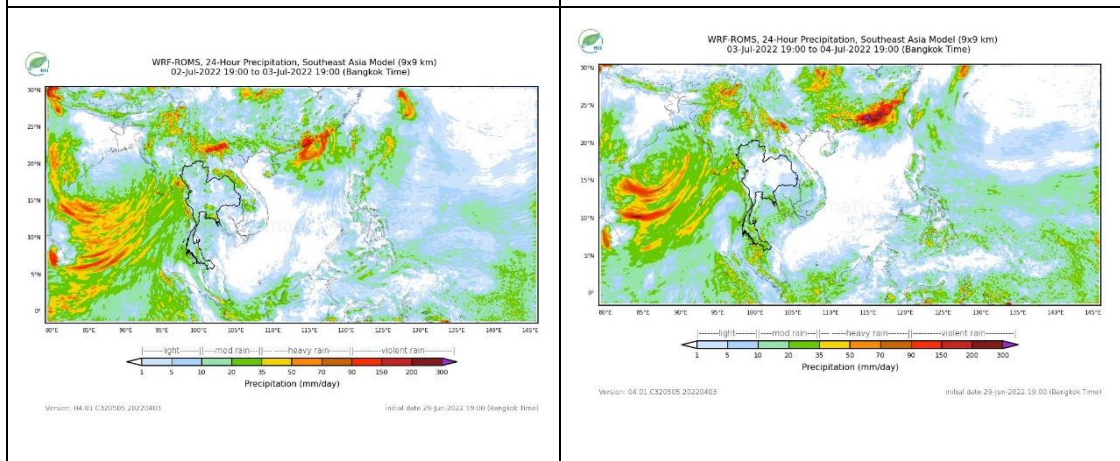 WRF-ROMS, 24-Hour Precipitation, Southeast Asia Model (9x9 km)
02-Jul-2022 19:00 to 03-Jul-2022 19:00 (Bangkok Time)
30°N
25°N
20°N
15°N
10°N
5°N
0°
80°E 85°E 90°E 95°E 100°E 105°E 110°E 115°E 120°E 125°E 130°E 135°E 140°E 145°E
|-------light-------||----mod rain----||--- -----heavy rain--------||----------violent rain----------|
1 5 10 20 35 50 70 90 150 200 300
Precipitation (mm/day)
Version: 04.01.C320505.20220403
initial date 29-Jun-2022 19:00 (Bangkok Time)
WRF-ROMS, 24-Hour Precipitation, Southeast Asia Model (9x9 km)
03-Jul-2022 19:00 to 04-Jul-2022 19:00 (Bangkok Time)
30°N
25°N
20°N
15°N
10°N
5°N
0°
80°E 85°E 90°E 95°E 100°E 105°E 110°E 115°E 120°E 125°E 130°E 135°E 140°E 145°E
|-------light-------||----mod rain----||--- -----heavy rain--------||----------violent rain----------|
1 5 10 20 35 50 70 90 150 200 300
Precipitation (mm/day)
Version: 04.01.C320505.20220403
initial date 29-Jun-2022 19:00 (Bangkok Time)